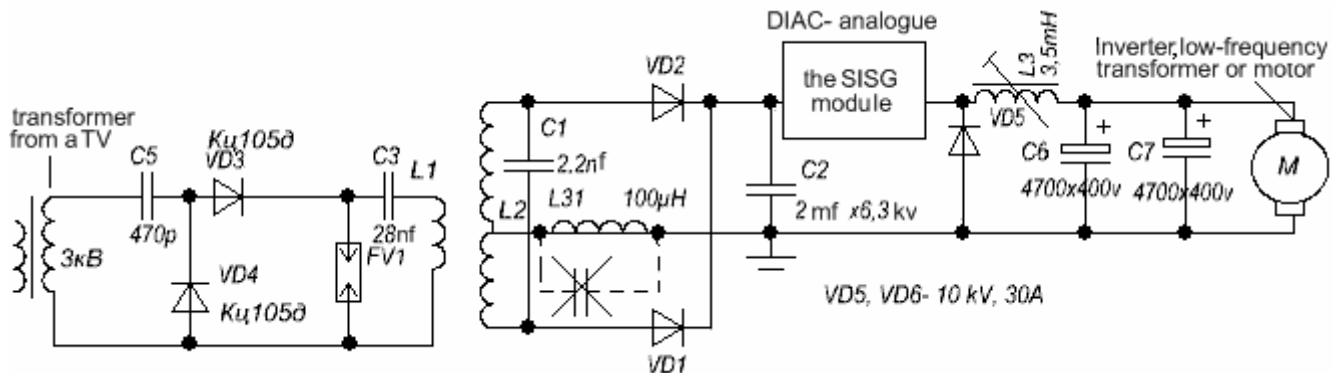 transformer
from a TV
3кВ
C5
470p
Кц105д
VD3
VD4
Кц105д
C3
28nf
FV1
L1
L2
C1
2.2nf
L31
100µH
VD2
VD1
C2
2 mf x6,3 kv
DIAC- analogue
the SISG
module
L3
3,5mH
VD5
C6
4700x400v
+
C7
4700x400v
+
Inverter,low-frequency
transformer or motor
M
VD5, VD6- 10 kV, 30A